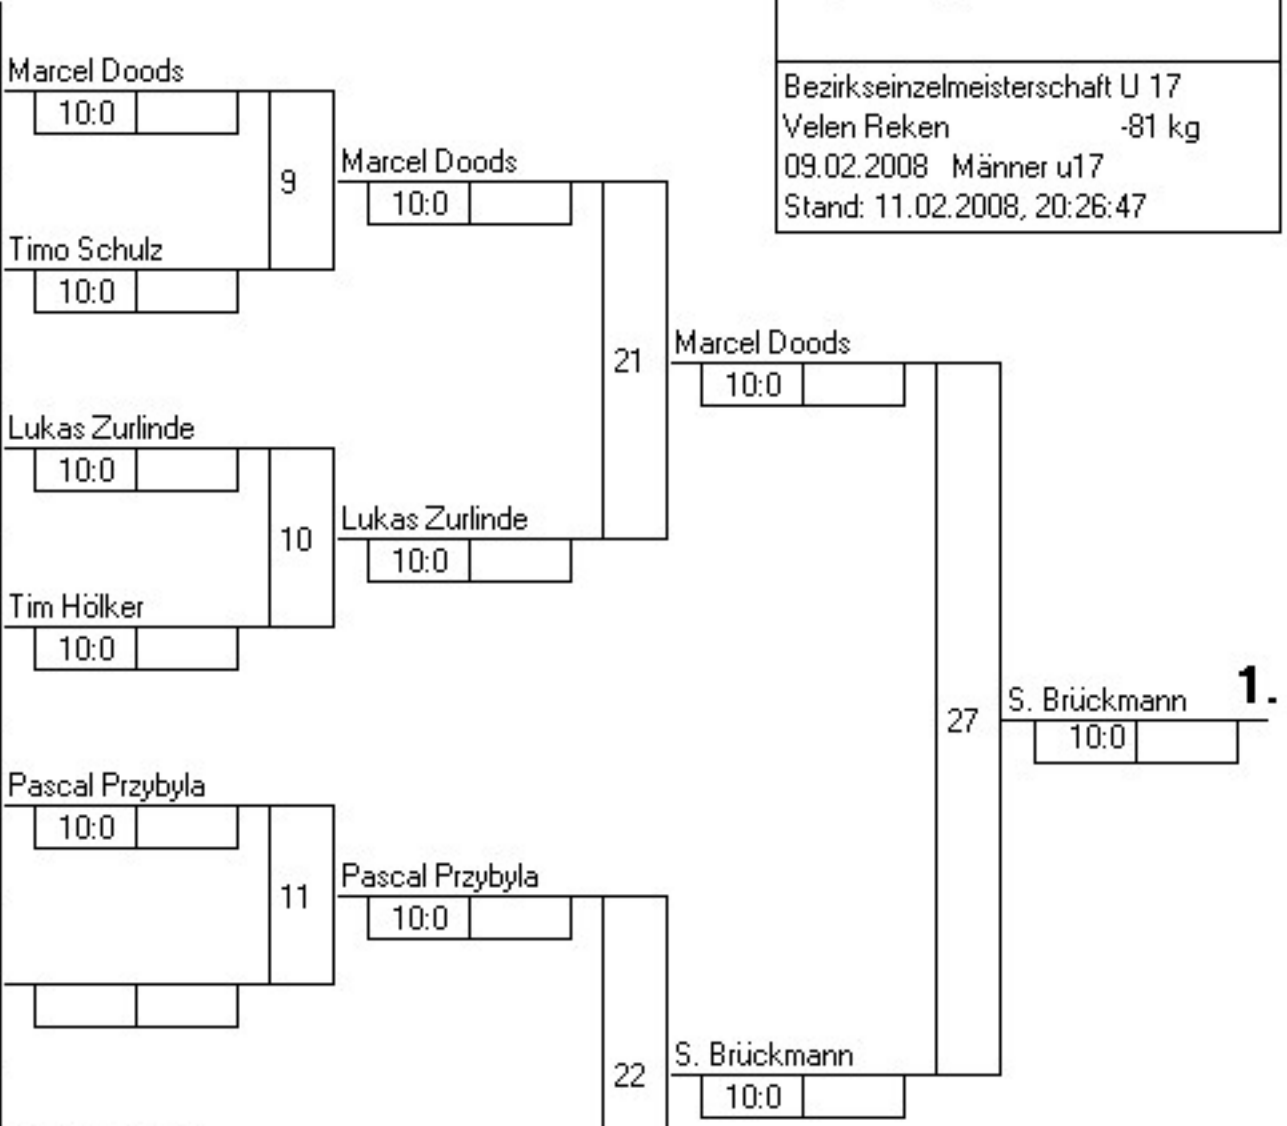 Bezirkseinzelmeisterschaft U 17
Velen Reken -81 kg
09.02.2008 Männer u17
Stand: 11.02.2008, 20:26:47
Marcel Doods
10:0
9
Timo Schulz
10:0
Marcel Doods
10:0
21
Lukas Zurlinde
10:0
10
Tim Hölker
10:0
Lukas Zurlinde
10:0
Marcel Doods
10:0
27
S. Brückmann 1.
10:0
Pascal Przybyla
10:0
11
Pascal Przybyla
10:0
22
S. Brückmann
10:0